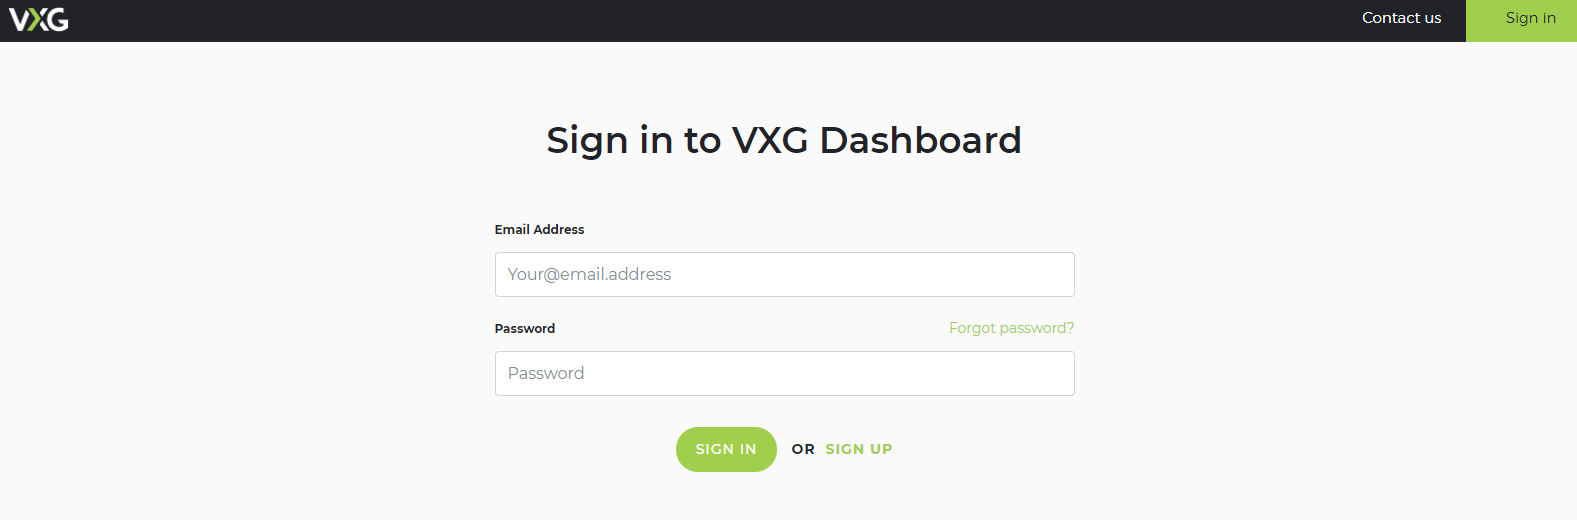 VXG
Contact us
Sign in
Sign in to VXG Dashboard
Email Address
Your@email.address
Password
Forgot password?
Password
SIGN IN
OR SIGN UP